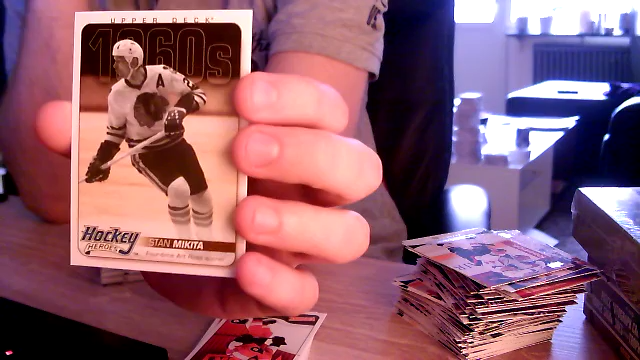 UPPER DECK
1960s
A
Hockey
HEROES
STAN MIKITA